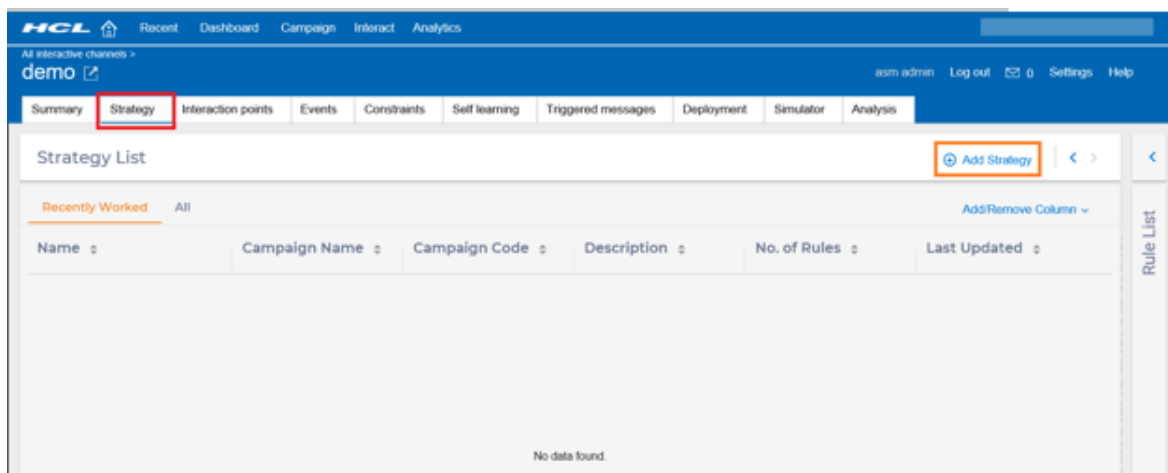 HCL Recent Dashboard Campaign Interact Analytics
All interactive channels >
demo asm admin Log out 0 Settings Help
Summary Strategy Interaction points Events Constraints Self learning Triggered messages Deployment Simulator Analysis
Strategy List Add Strategy < > <
Recently Worked All Add/Remove Column
Name Campaign Name Campaign Code Description No. of Rules Last Updated
Rule List
No data found.